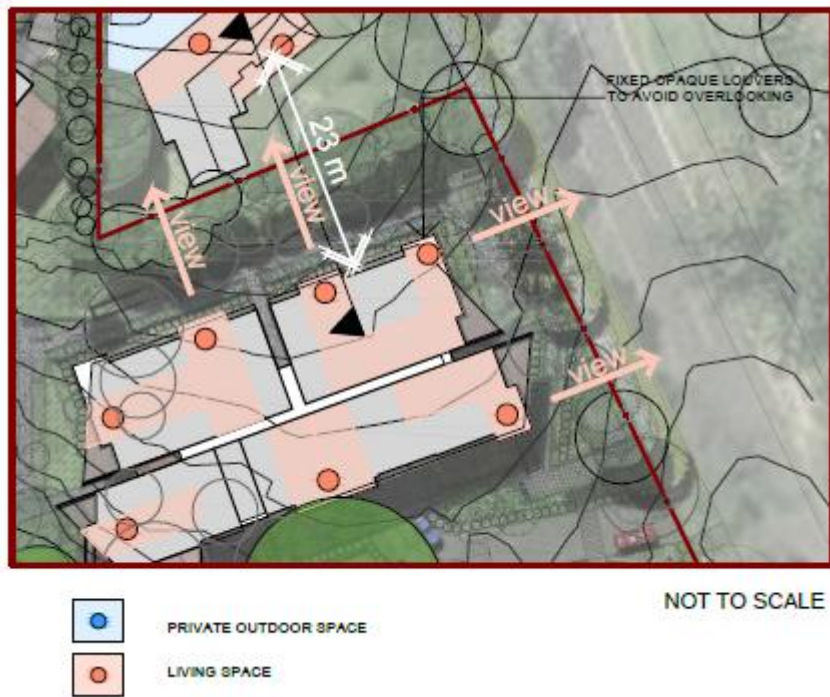 FIXED OPAQUE LOUVERS
TO AVOID OVERLOOKING
23 m
view
view
view
view
NOT TO SCALE
PRIVATE OUTDOOR SPACE
LIVING SPACE